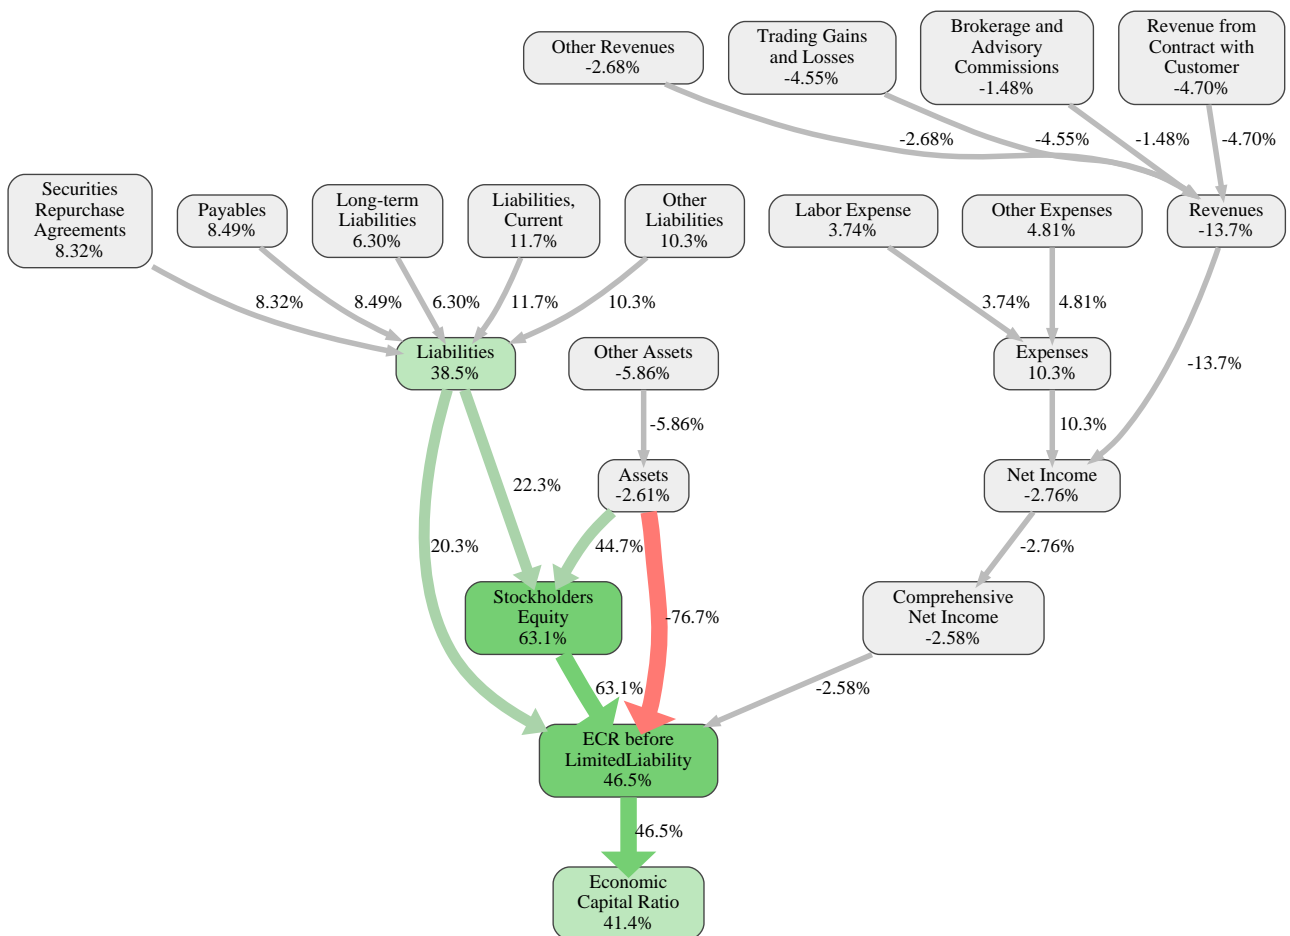 Other Revenues
-2.68%
Trading Gains
and Losses
-4.55%
Brokerage and
Advisory
Commissions
-1.48%
Revenue from
Contract with
Customer
-4.70%
-2.68%
-4.55%
-1.48%
-4.70%
Securities
Repurchase
Agreements
8.32%
Payables
8.49%
Long-term
Liabilities
6.30%
Liabilities,
Current
11.7%
Other
Liabilities
10.3%
Labor Expense
3.74%
Other Expenses
4.81%
Revenues
-13.7%
8.32%
8.49%
6.30%
11.7%
10.3%
3.74%
4.81%
-13.7%
Liabilities
38.5%
Other Assets
-5.86%
Expenses
10.3%
-5.86%
10.3%
22.3%
Assets
-2.61%
Net Income
-2.76%
20.3%
44.7%
-76.7%
-2.76%
Stockholders
Equity
63.1%
Comprehensive
Net Income
-2.58%
63.1%
-2.58%
ECR before
LimitedLiability
46.5%
46.5%
Economic
Capital Ratio
41.4%